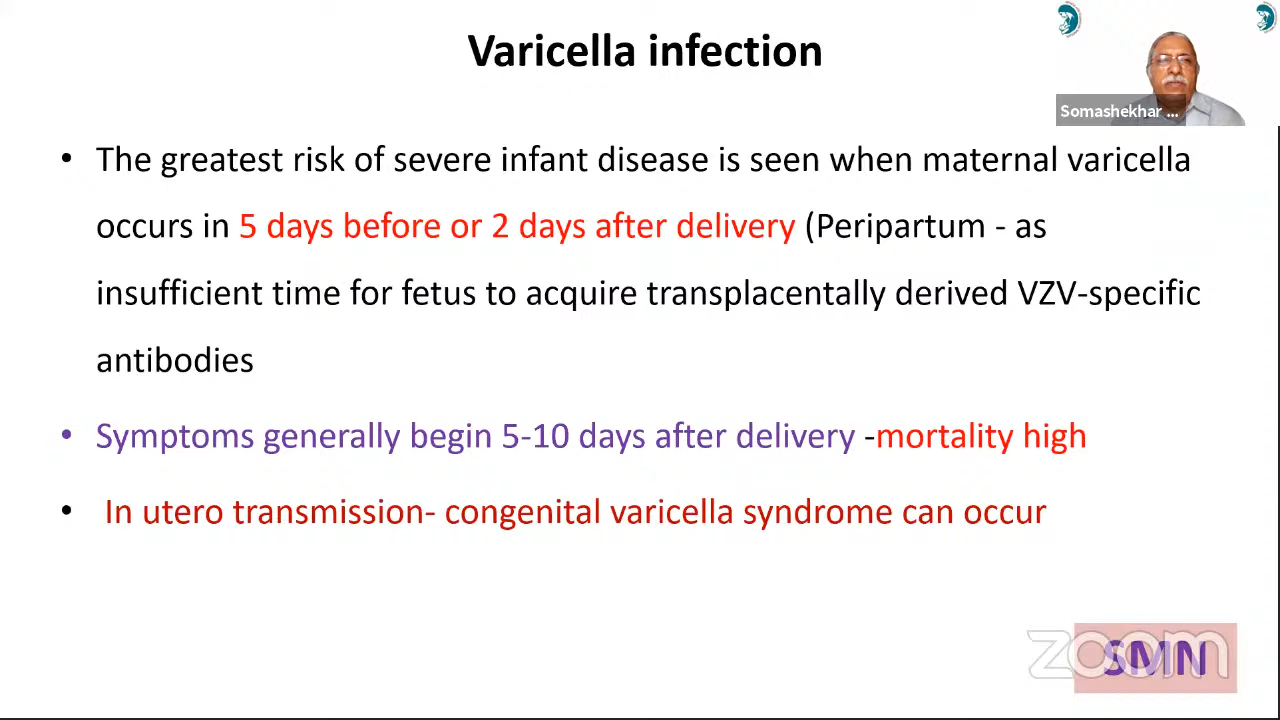 Varicella infection
Somashekhar ...
• The greatest risk of severe infant disease is seen when maternal varicella
occurs in 5 days before or 2 days after delivery (Peripartum - as
insufficient time for fetus to acquire transplacentally derived VZV-specific
antibodies
• Symptoms generally begin 5-10 days after delivery -mortality high
• In utero transmission- congenital varicella syndrome can occur
zoom
SMN